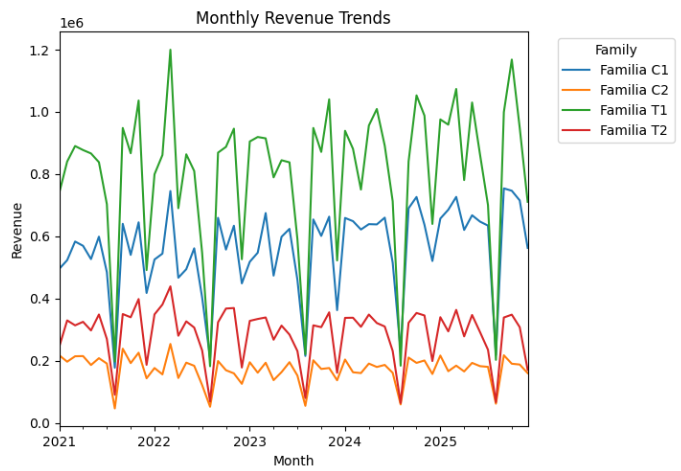 Monthly Revenue Trends
1e6
1.2
1.0
0.8
0.6
0.4
0.2
0.0
Revenue
2021
2022
2023
2024
2025
Month
Family
Familia C1
Familia C2
Familia T1
Familia T2